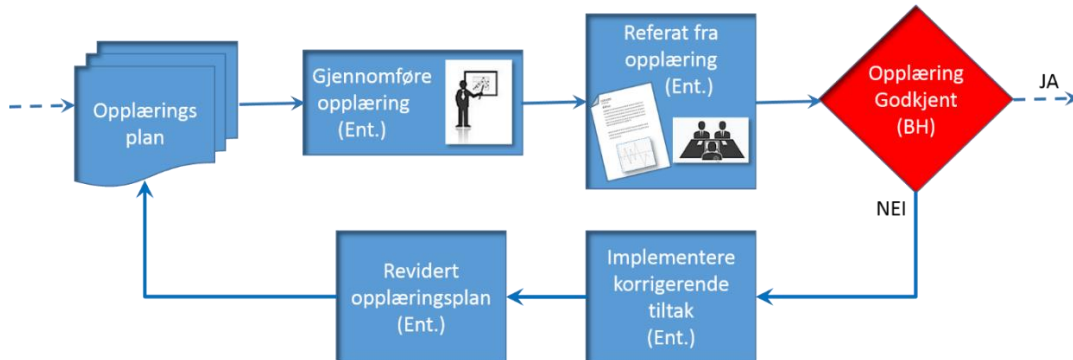 Opplærings
plan
Gjennomføre
opplæring
(Ent.)
Referat fra
opplæring
(Ent.)
Opplæring
Godkjent
(BH)
JA
NEI
Implementere
korrigerende
tiltak
(Ent.)
Revidert
opplæringsplan
(Ent.)